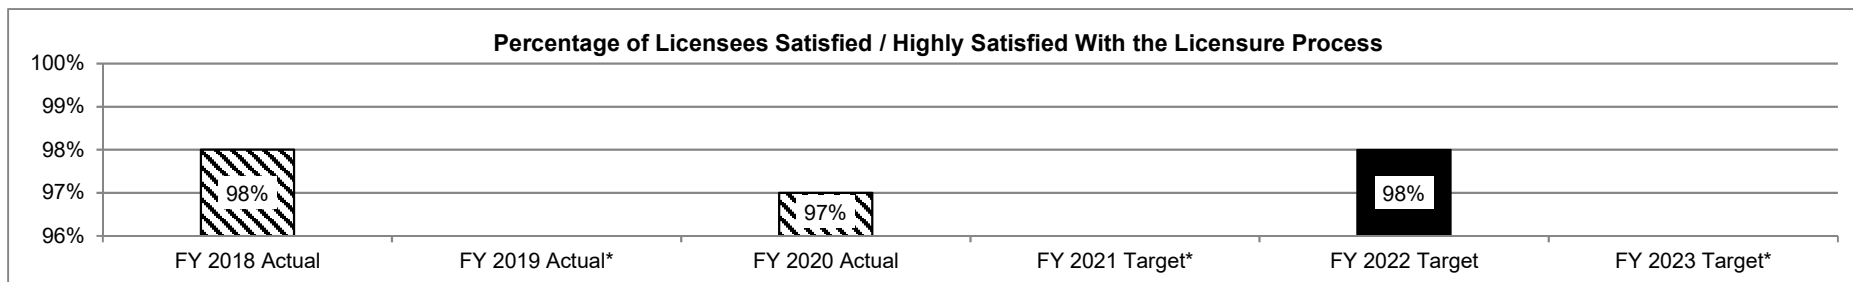 Percentage of Licensees Satisfied / Highly Satisfied With the Licensure Process
100%
99%
98%
97%
96%
98%
97%
98%
FY 2018 Actual
FY 2019 Actual*
FY 2020 Actual
FY 2021 Target*
FY 2022 Target
FY 2023 Target*